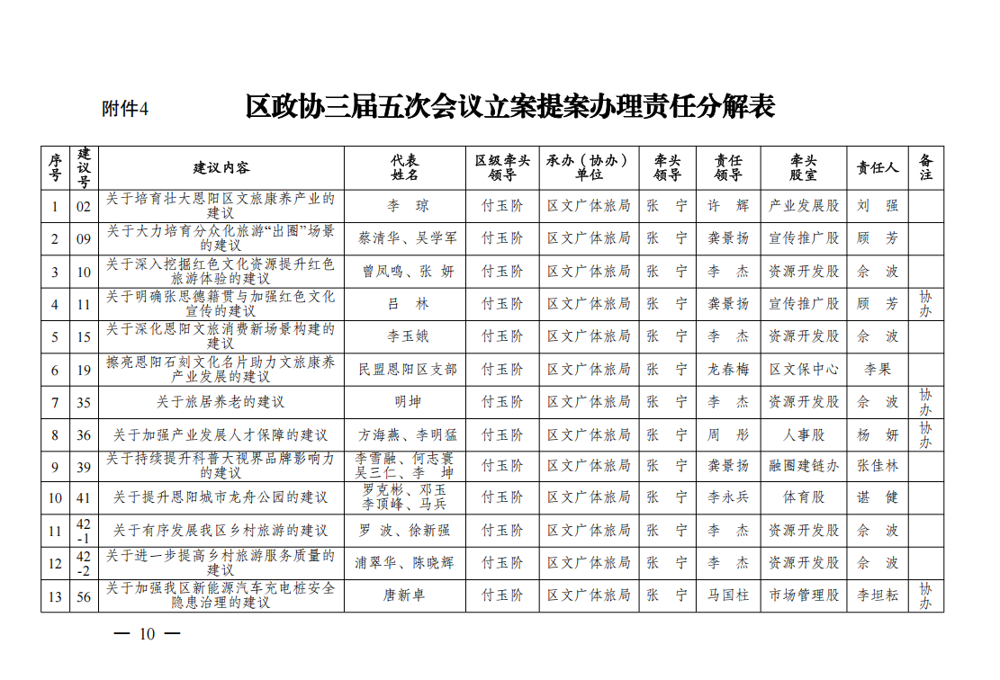 附件4
区政协三届五次会议立案提案办理责任分解表
序号 建议号 建议内容 代表姓名 区级牵头领导 承办（协办）单位 牵头领导 责任领导 牵头股室 责任人 备注
1 02 关于培育壮大恩阳区文旅康养产业的建议 李 琼 付玉阶 区文广体旅局 张 宁 许 辉 产业发展股 刘 强
2 09 关于大力培育分众化旅游“出圈”场景的建议 蔡清华、吴学军 付玉阶 区文广体旅局 张 宁 龚景扬 宣传推广股 顾 芳
3 10 关于深入挖掘红色文化资源提升红色旅游体验的建议 曾凤鸣、张 妍 付玉阶 区文广体旅局 张 宁 李 杰 资源开发股 佘 波
4 11 关于明确张思德籍贯与加强红色文化宣传的建议 吕 林 付玉阶 区文广体旅局 张 宁 龚景扬 宣传推广股 顾 芳 协办
5 15 关于深化恩阳文旅消费新场景构建的建议 李玉娥 付玉阶 区文广体旅局 张 宁 李 杰 资源开发股 佘 波
6 19 擦亮恩阳石刻文化名片助力文旅康养产业发展的建议 民盟恩阳区支部 付玉阶 区文广体旅局 张 宁 龙春梅 区文保中心 李果
7 35 关于旅居养老的建议 明坤 付玉阶 区文广体旅局 张 宁 李 杰 资源开发股 佘 波 协办
8 36 关于加强产业发展人才保障的建议 方海燕、李明猛 付玉阶 区文广体旅局 张 宁 周 彤 人事股 杨 妍 协办
9 39 关于持续提升科普大视界品牌影响力的建议 李雪融、何志寰 吴三仁、李 坤 付玉阶 区文广体旅局 张 宁 龚景扬 融圈建链办 张佳林
10 41 关于提升恩阳城市龙舟公园的建议 罗克彬、邓玉 李顶峰、马兵 付玉阶 区文广体旅局 张 宁 李永兵 体育股 谌 健
11 42-1 关于有序发展我区乡村旅游的建议 罗 波、徐新强 付玉阶 区文广体旅局 张 宁 李 杰 资源开发股 佘 波
12 42-2 关于进一步提高乡村旅游服务质量的建议 浦翠华、陈晓辉 付玉阶 区文广体旅局 张 宁 李 杰 资源开发股 佘 波
13 56 关于加强我区新能源汽车充电桩安全隐患治理的建议 唐新卓 付玉阶 区文广体旅局 张 宁 马国柱 市场管理股 李坦耘 协办
— 10 —